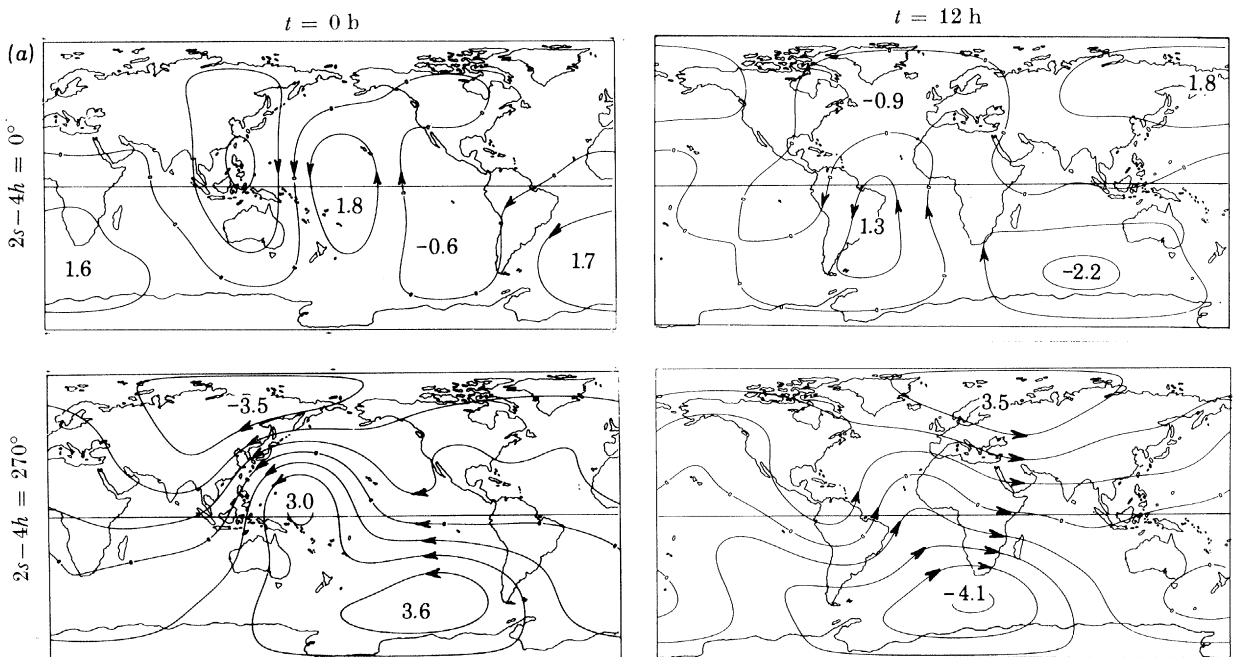 t = 0 h
t = 12 h
(a)
2s – 4h = 0°
1.6
1.8
-0.6
1.7
-0.9
1.8
1.3
-2.2
2s – 4h = 270°
-3.5
3.0
3.6
3.5
-4.1